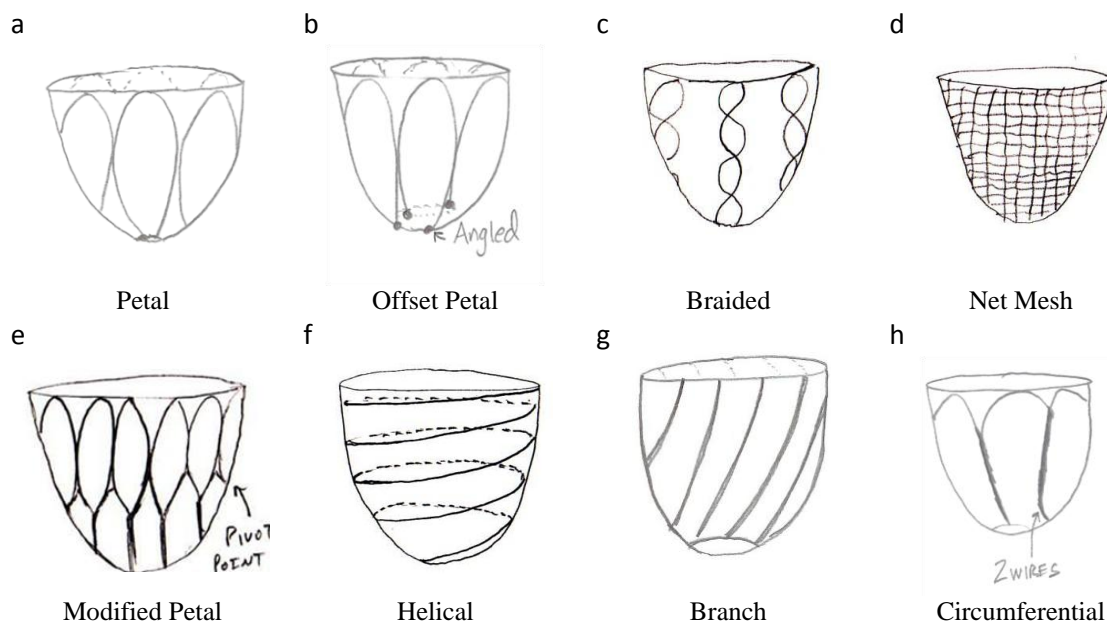 a
b
c
d
Angled
Petal
Offset Petal
Braided
Net Mesh
e
f
g
h
PIVOT
POINT
2 WIRES
Modified Petal
Helical
Branch
Circumferential